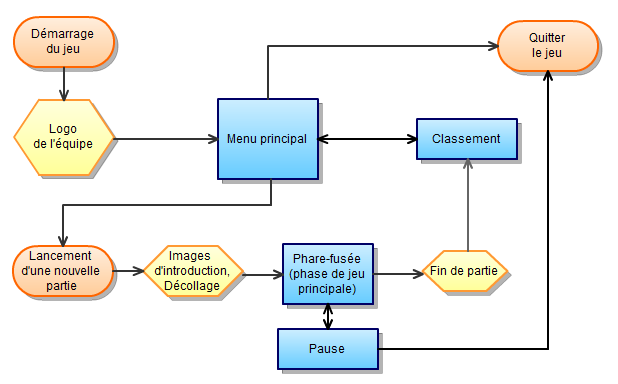 Démarrage
du jeu
Quitter
le jeu
Logo
de l'équipe
Menu principal
Classement
Lancement
d'une nouvelle
partie
Images
d'introduction,
Décollage
Phare-fusée
(phase de jeu
principale)
Fin de partie
Pause